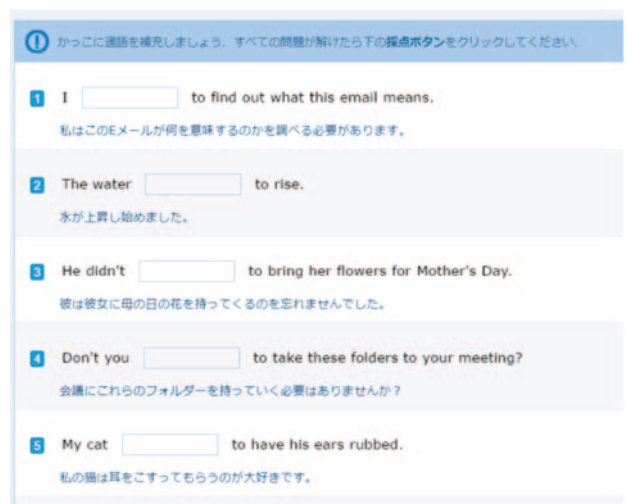 かっこに適語を補充しましょう。すべての問題が解けたら下の採点ボタンをクリックしてください。
1 I to find out what this email means.
私はこのEメールが何を意味するのかを調べる必要があります。
2 The water to rise.
水が上昇し始めました。
3 He didn't to bring her flowers for Mother's Day.
彼は彼女に母の日の花を持ってくるのを忘れませんでした。
4 Don't you to take these folders to your meeting?
会議にこれらのフォルダーを持っていく必要はありませんか？
5 My cat to have his ears rubbed.
私の猫は耳をこすってもらうのが大好きです。